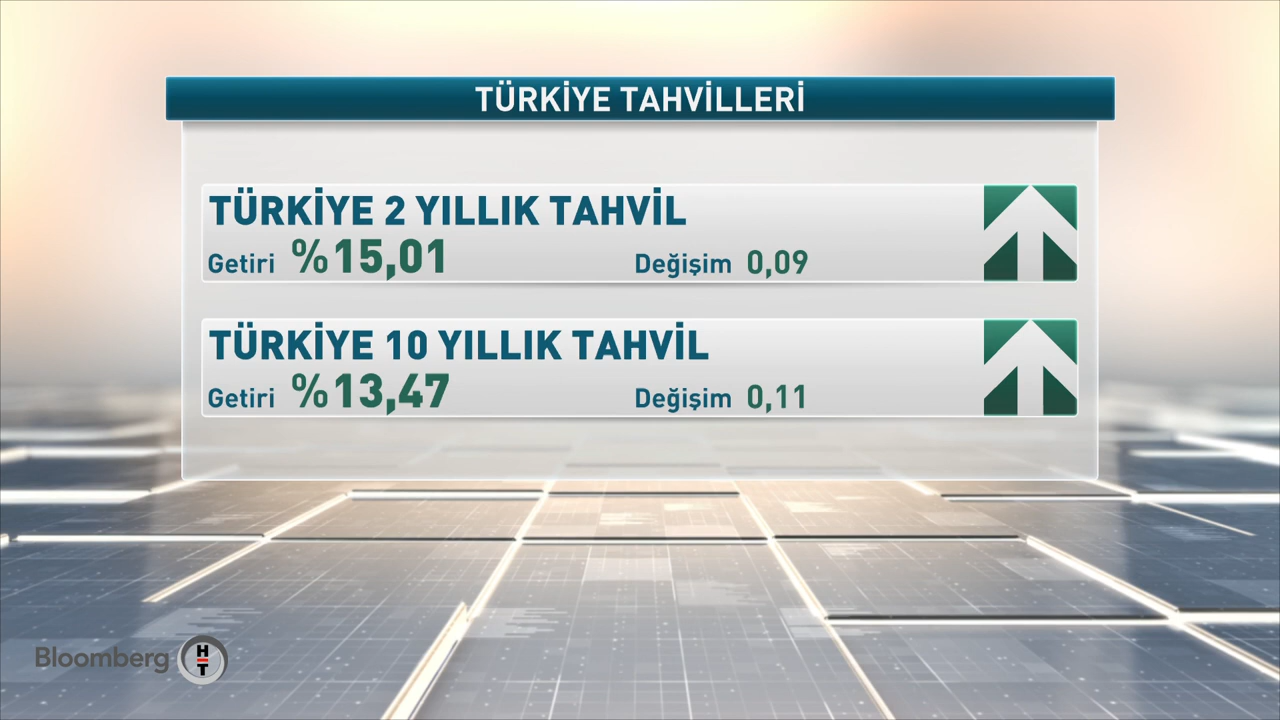 TÜRKİYE TAHVİLLERİ
TÜRKİYE 2 YILLIK TAHVİL
Getiri %15,01 Değişim 0,09
TÜRKİYE 10 YILLIK TAHVİL
Getiri %13,47 Değişim 0,11
Bloomberg HT